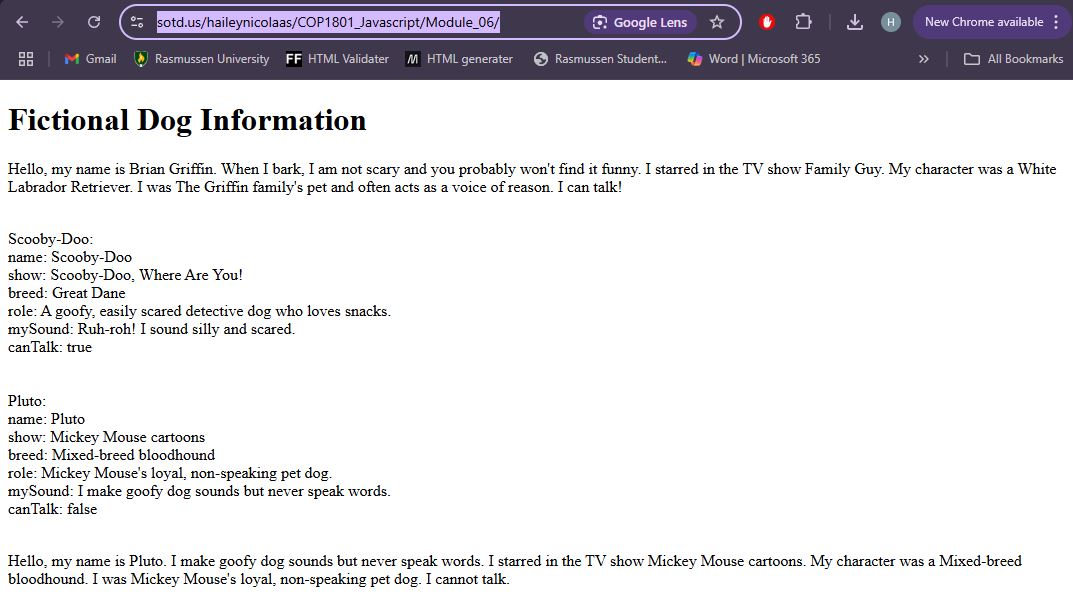 sotd.us/haileynicolaas/COP1801_Javascript/Module_06/
Google Lens
H
New Chrome available
Gmail
Rasmussen University
FF HTML Validater
M HTML generater
Rasmussen Student...
Word | Microsoft 365
»
All Bookmarks
Fictional Dog Information
Hello, my name is Brian Griffin. When I bark, I am not scary and you probably won't find it funny. I starred in the TV show Family Guy. My character was a White
Labrador Retriever. I was The Griffin family's pet and often acts as a voice of reason. I can talk!
Scooby-Doo:
name: Scooby-Doo
show: Scooby-Doo, Where Are You!
breed: Great Dane
role: A goofy, easily scared detective dog who loves snacks.
mySound: Ruh-roh! I sound silly and scared.
canTalk: true
Pluto:
name: Pluto
show: Mickey Mouse cartoons
breed: Mixed-breed bloodhound
role: Mickey Mouse's loyal, non-speaking pet dog.
mySound: I make goofy dog sounds but never speak words.
canTalk: false
Hello, my name is Pluto. I make goofy dog sounds but never speak words. I starred in the TV show Mickey Mouse cartoons. My character was a Mixed-breed
bloodhound. I was Mickey Mouse's loyal, non-speaking pet dog. I cannot talk.